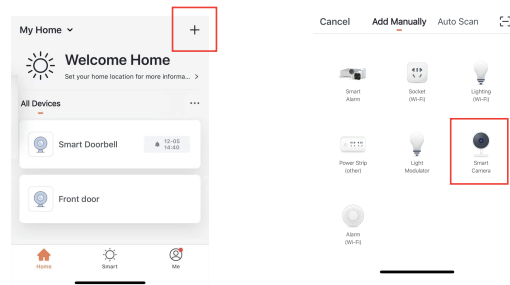 My Home
Welcome Home
Set your home location for more informa...
All Devices
Smart Doorbell
12-05
14:40
Front door
Home
Smart
Me
Cancel
Add Manually
Auto Scan
Smart
Alarm
Socket
(Wi-Fi)
Lighting
(Wi-Fi)
Power Strip
(other)
Light
Modulator
Smart
Camera
Alarm
(Wi-Fi)